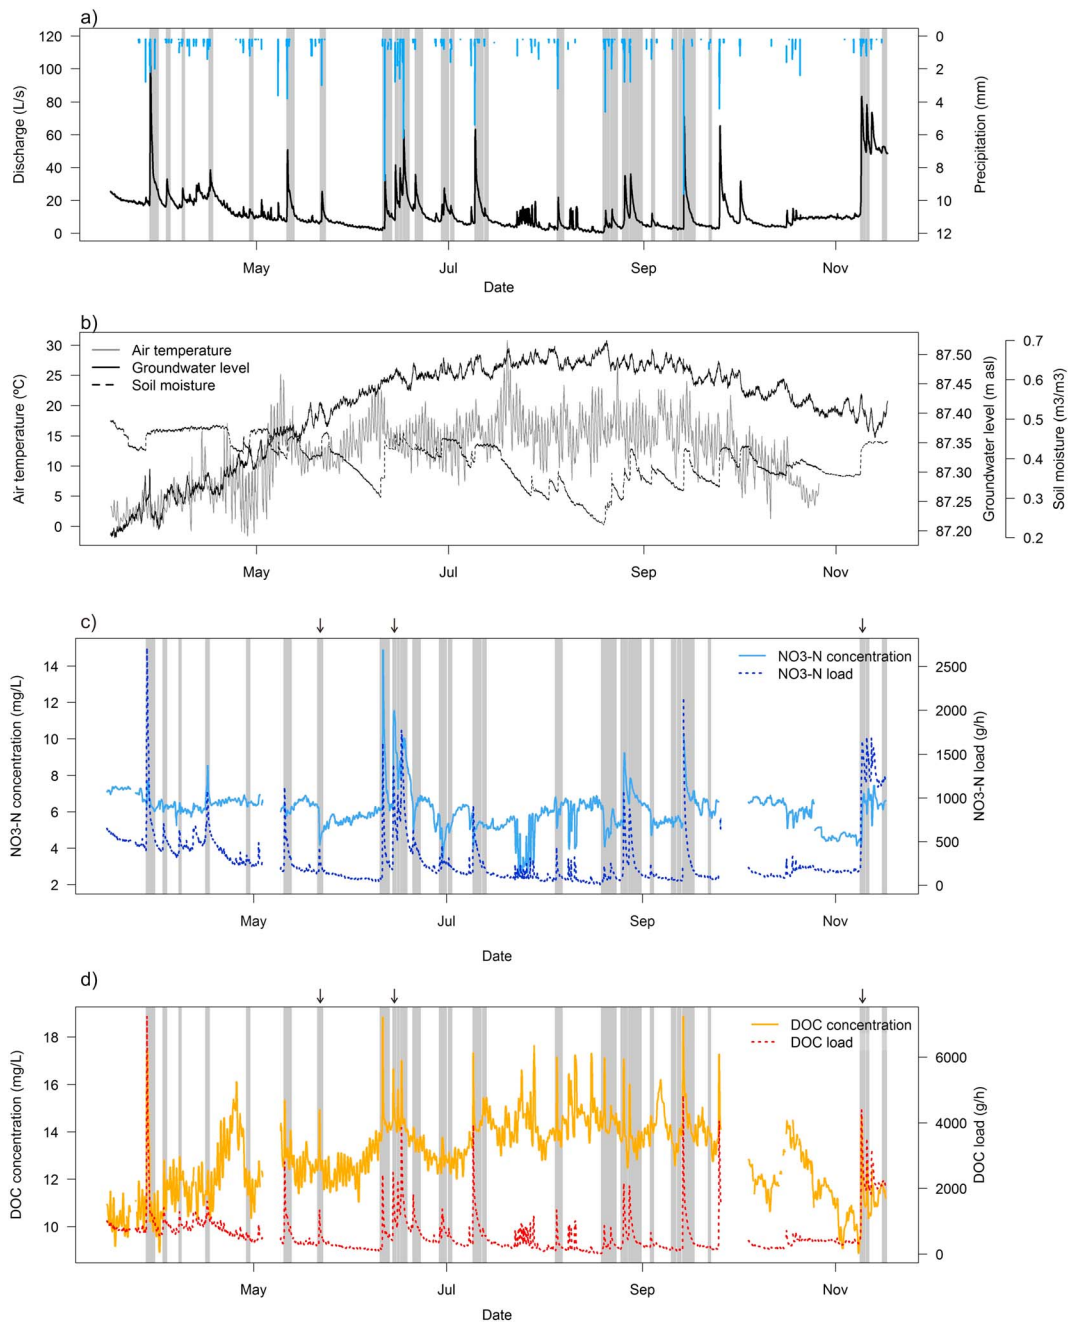 a)
120
100
80
60
40
20
0
Discharge (L/s)
0
2
4
6
8
10
12
Precipitation (mm)
May
Jul
Sep
Nov
Date
b)
Air temperature
Groundwater level
Soil moisture
30
25
20
15
10
5
0
Air temperature (ºC)
87.50
87.45
87.40
87.35
87.30
87.25
87.20
Groundwater level (m asl)
0.7
0.6
0.5
0.4
0.3
0.2
Soil moisture (m3/m3)
May
Jul
Sep
Nov
c)
NO3-N concentration
NO3-N load
14
12
10
8
6
4
2
NO3-N concentration (mg/L)
2500
2000
1500
1000
500
0
NO3-N load (g/h)
May
Jul
Sep
Nov
Date
d)
DOC concentration
DOC load
18
16
14
12
10
DOC concentration (mg/L)
6000
4000
2000
0
DOC load (g/h)
May
Jul
Sep
Nov
Date